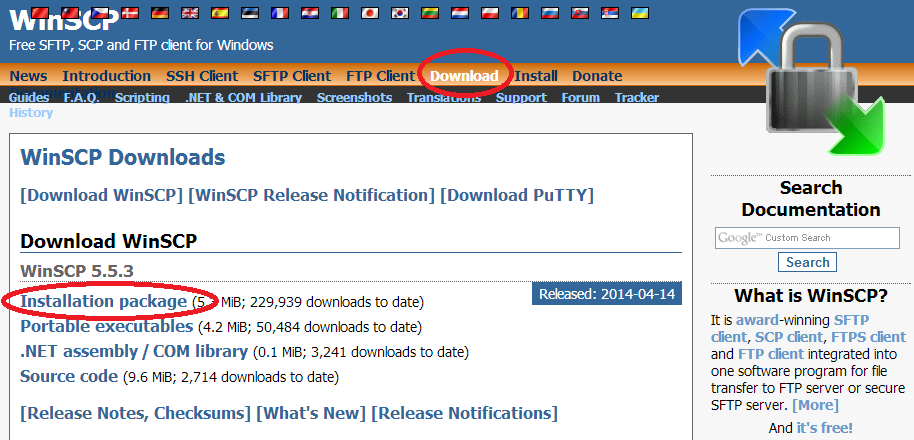 WinSCP
Free SFTP, SCP and FTP client for Windows
News Introduction SSH Client SFTP Client FTP Client Download Install Donate
Documentation
Guides F.A.Q. Scripting .NET & COM Library Screenshots Translations Support Forum Tracker
History
WinSCP Downloads
[Download WinSCP] [WinSCP Release Notification] [Download PuTTY]
Download WinSCP
WinSCP 5.5.3
Installation package MiB; 229,939 downloads to date)
Released: 2014-04-14
Portable executables (4.2 MiB; 50,484 downloads to date)
.NET assembly / COM library (0.1 MiB; 3,241 downloads to date)
Source code (9.6 MiB; 2,714 downloads to date)
[Release Notes, Checksums] [What's New] [Release Notifications]
Search
Documentation
Google™ Custom Search
Search
What is WinSCP?
It is award-winning SFTP
client, SCP client, FTPS client
and FTP client integrated into
one software program for file
transfer to FTP server or secure
SFTP server. [More]
And it's free!